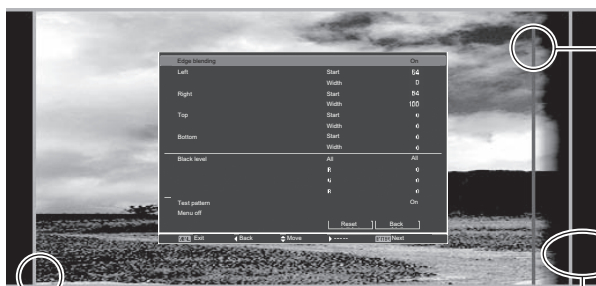 Edge blending On
Left Start 64
Width 0
Right Start 64
Width 100
Top Start 0
Width 0
Bottom Start 0
Width 0
Black level All All
R 0
0
0
Test pattern On
Menu off
Reset Back
Exit Back Move ----- Next